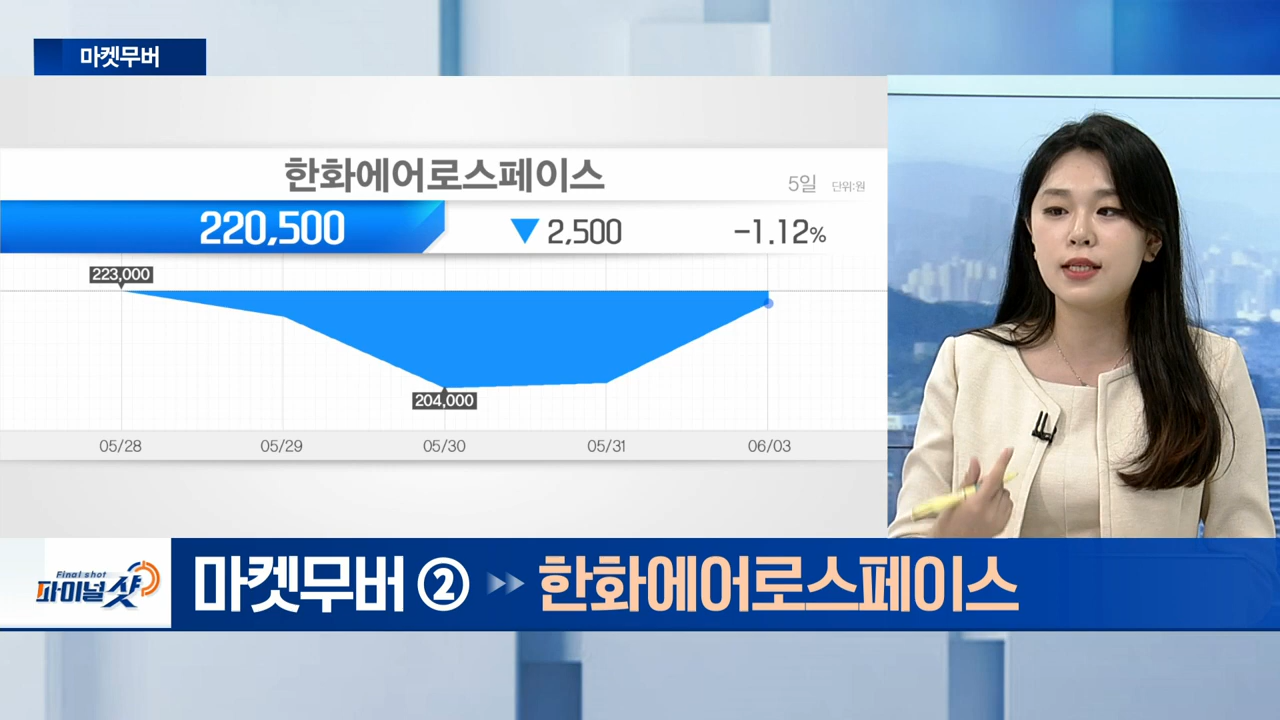 마켓무버
한화에어로스페이스
5일 단위:원
220,500 ▼ 2,500 -1.12%
223,000
204,000
05/28 05/29 05/30 05/31 06/03
Final shot
파이널샷
마켓무버 ② 한화에어로스페이스